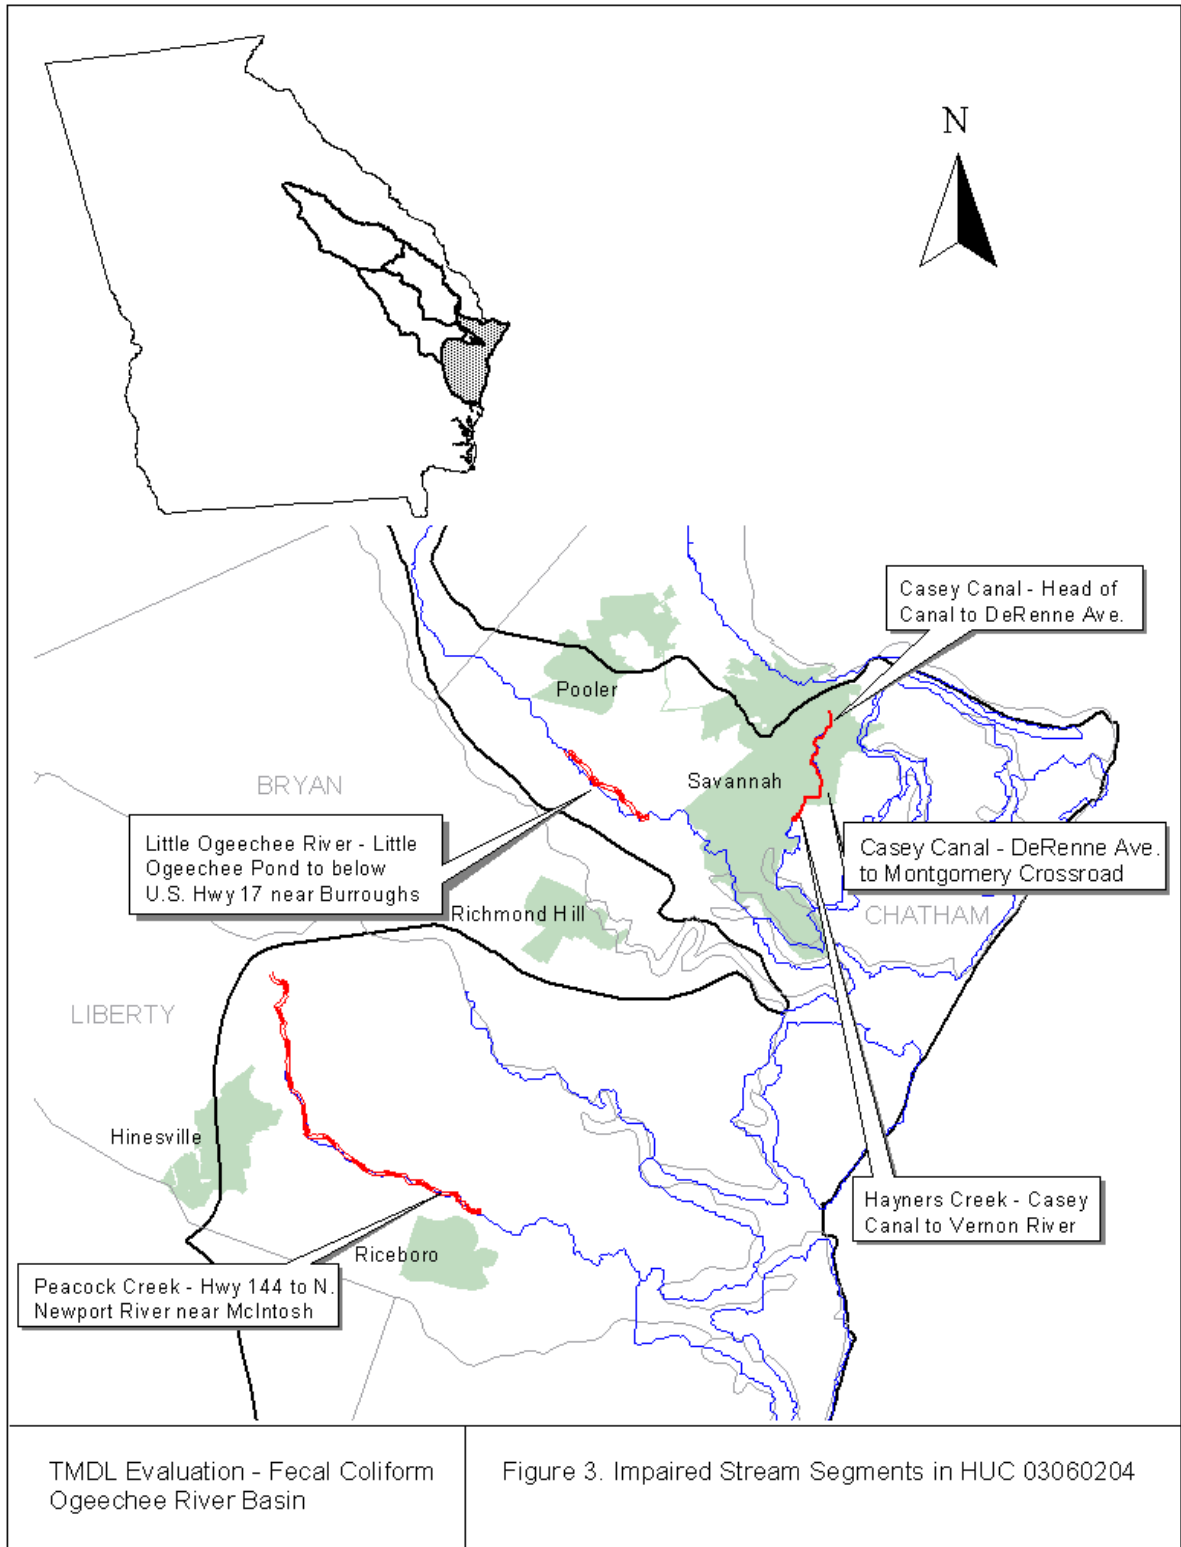 N
Casey Canal - Head of
Canal to DeRenne Ave.
Pooler
Savannah
BRYAN
Little Ogeechee River - Little
Ogeechee Pond to below
U.S. Hwy 17 near Burroughs
Casey Canal - DeRenne Ave.
to Montgomery Crossroad
CHATHAM
Richmond Hill
LIBERTY
Hinesville
Hayners Creek - Casey
Canal to Vernon River
Riceboro
Peacock Creek - Hwy 144 to N.
Newport River near McIntosh
TMDL Evaluation - Fecal Coliform
Ogeechee River Basin
Figure 3. Impaired Stream Segments in HUC 03060204